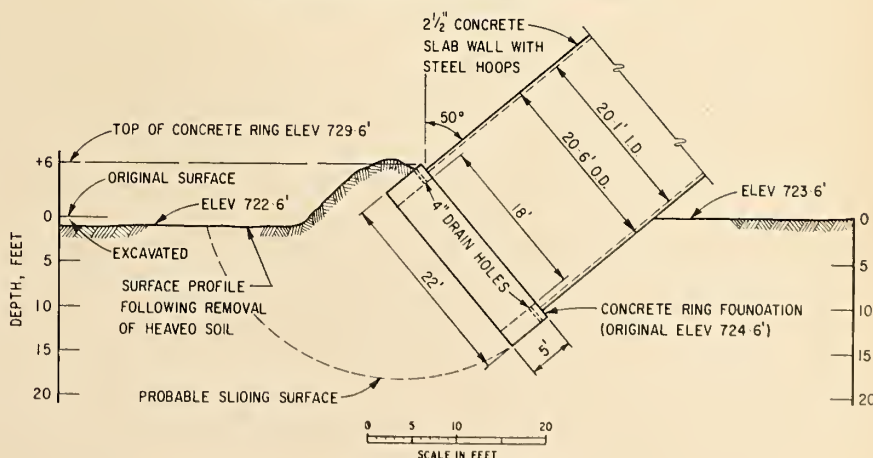 2½" CONCRETE
SLAB WALL WITH
STEEL HOOPS
50°
TOP OF CONCRETE RING ELEV 729·6'
+6
ORIGINAL SURFACE
ELEV 722·6'
0
EXCAVATED
5
SURFACE PROFILE
FOLLOWING REMOVAL
OF HEAVEO SOIL
10
15
20
DEPTH, FEET
PROBABLE SLIOING SURFACE
22'
4" DRAIN HOLES
18'
5'
20·6' O.D.
20·1' I.D.
ELEV 723·6'
0
5
CONCRETE RING FOUNDATION
(ORIGINAL ELEV 724·6')
10
15
20
0 10 20
SCALE IN FEET